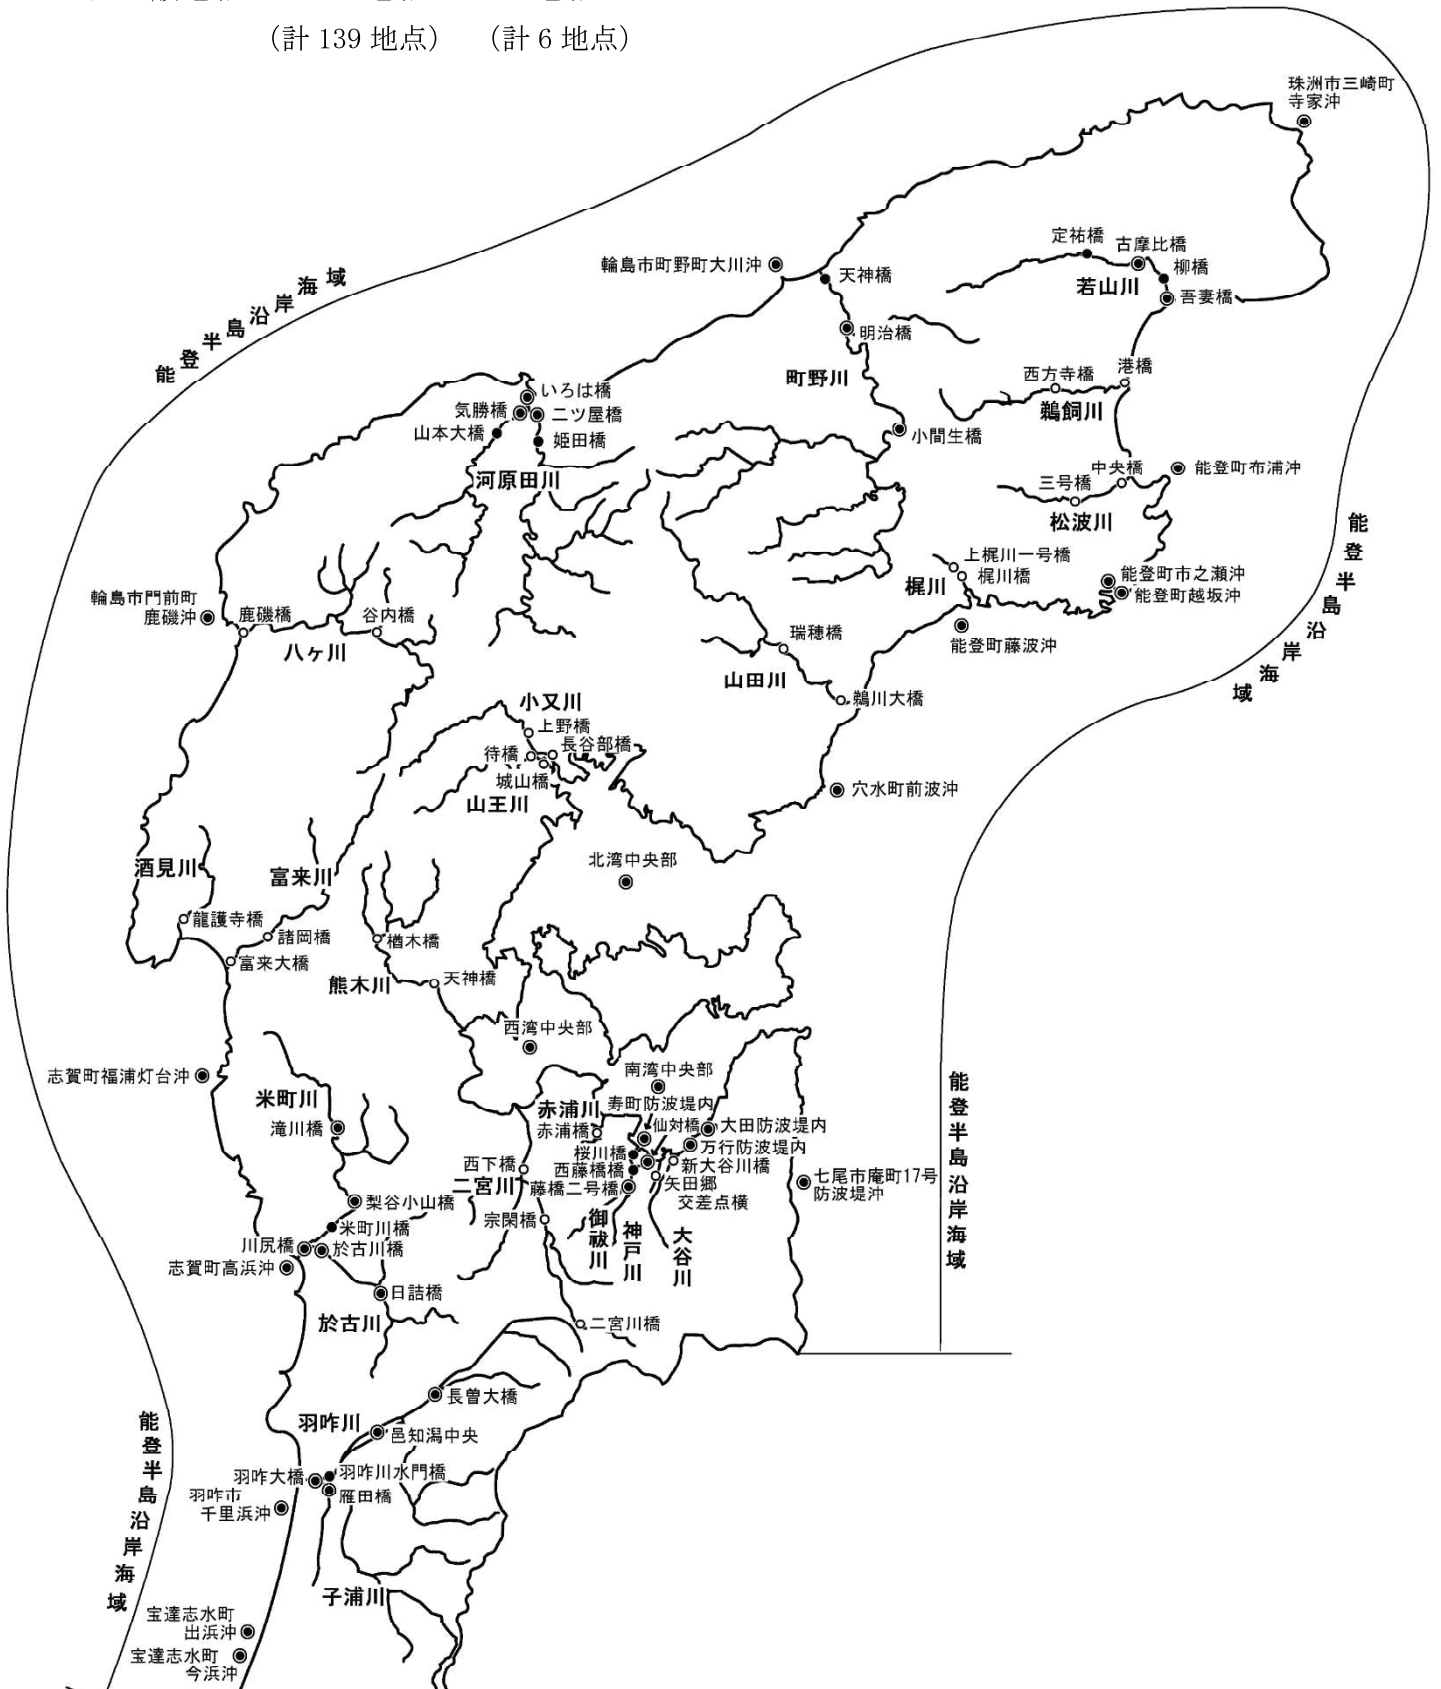 （計 139 地点）　（計 6 地点）
珠洲市三崎町
寺家沖
能登半島沿岸海域
輪島市町野町大川沖
天神橋
定祐橋
古摩比橋
柳橋
若山川
吾妻橋
明治橋
町野川
西方寺橋
港橋
鵜飼川
いろは橋
気勝橋
二ツ屋橋
山本大橋
姫田橋
小間生橋
河原田川
中央橋
能登町布浦沖
三号橋
松波川
能登半島沿岸海域
上梶川一号橋
梶川橋
梶川
能登町市之瀬沖
能登町越坂沖
輪島市門前町
鹿磯沖
鹿磯橋
谷内橋
八ヶ川
瑞穂橋
能登町藤波沖
山田川
鵜川大橋
小又川
上野橋
長谷部橋
待橋
城山橋
山王川
穴水町前波沖
北湾中央部
酒見川
富来川
龍護寺橋
諸岡橋
富来大橋
楢木橋
熊木川
天神橋
西湾中央部
志賀町福浦灯台沖
南湾中央部
米町川
滝川橋
赤浦川
寿町防波堤内
赤浦橋
仙対橋
大田防波堤内
桜川橋
万行防波堤内
西下橋
西藤橋橋
新大谷川橋
二宮川
藤橋二号橋
矢田郷
交差点横
七尾市庵町17号
防波堤沖
能登半島沿岸海域
梨谷小山橋
米町川橋
宗閑橋
御祓川
神戸川
大谷川
川尻橋
於古川橋
志賀町高浜沖
日詰橋
於古川
二宮川橋
長曽大橋
羽咋川
邑知潟中央
能登半島沿岸海域
羽咋大橋
羽咋川水門橋
羽咋市
千里浜沖
雁田橋
子浦川
宝達志水町
出浜沖
宝達志水町
今浜沖